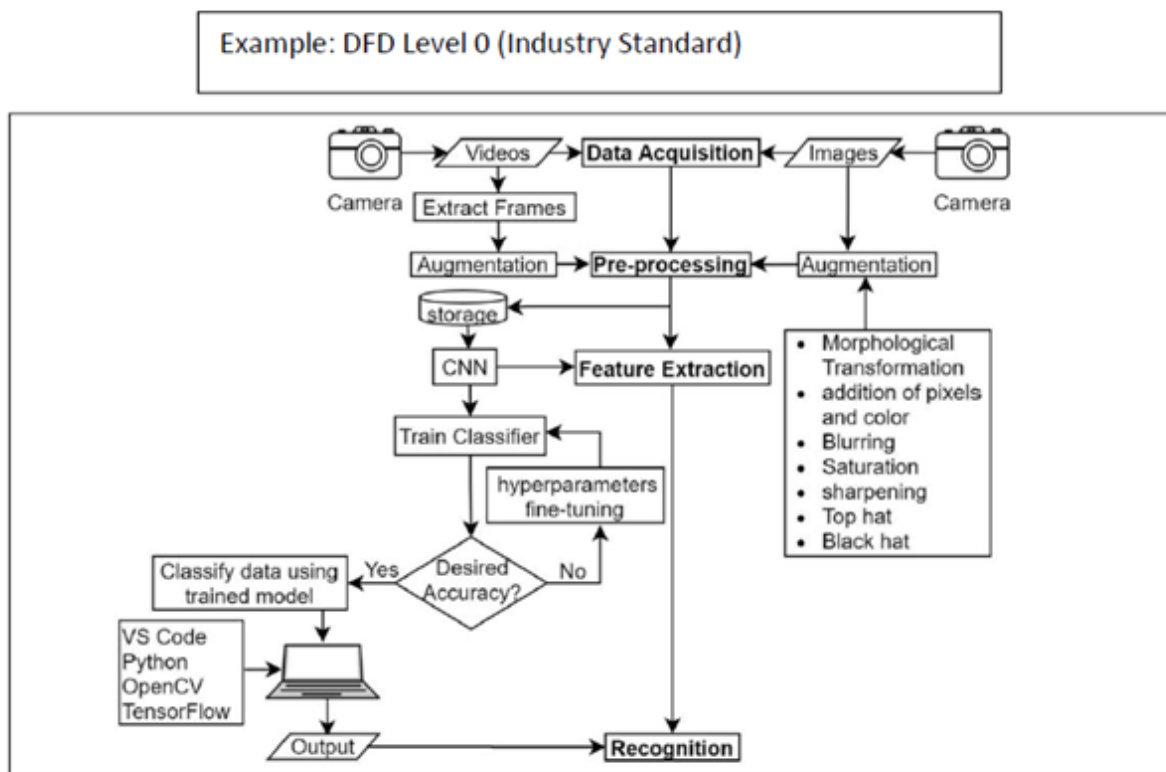 Example: DFD Level 0 (Industry Standard)
Videos
Data Acquisition
Images
Camera
Camera
Extract Frames
Augmentation
Pre-processing
Augmentation
storage
CNN
Feature Extraction
• Morphological
Transformation
• addition of pixels
and color
• Blurring
• Saturation
• sharpening
• Top hat
• Black hat
Train Classifier
hyperparameters
fine-tuning
Desired
Accuracy?
Yes
No
Classify data using
trained model
VS Code
Python
OpenCV
TensorFlow
Output
Recognition